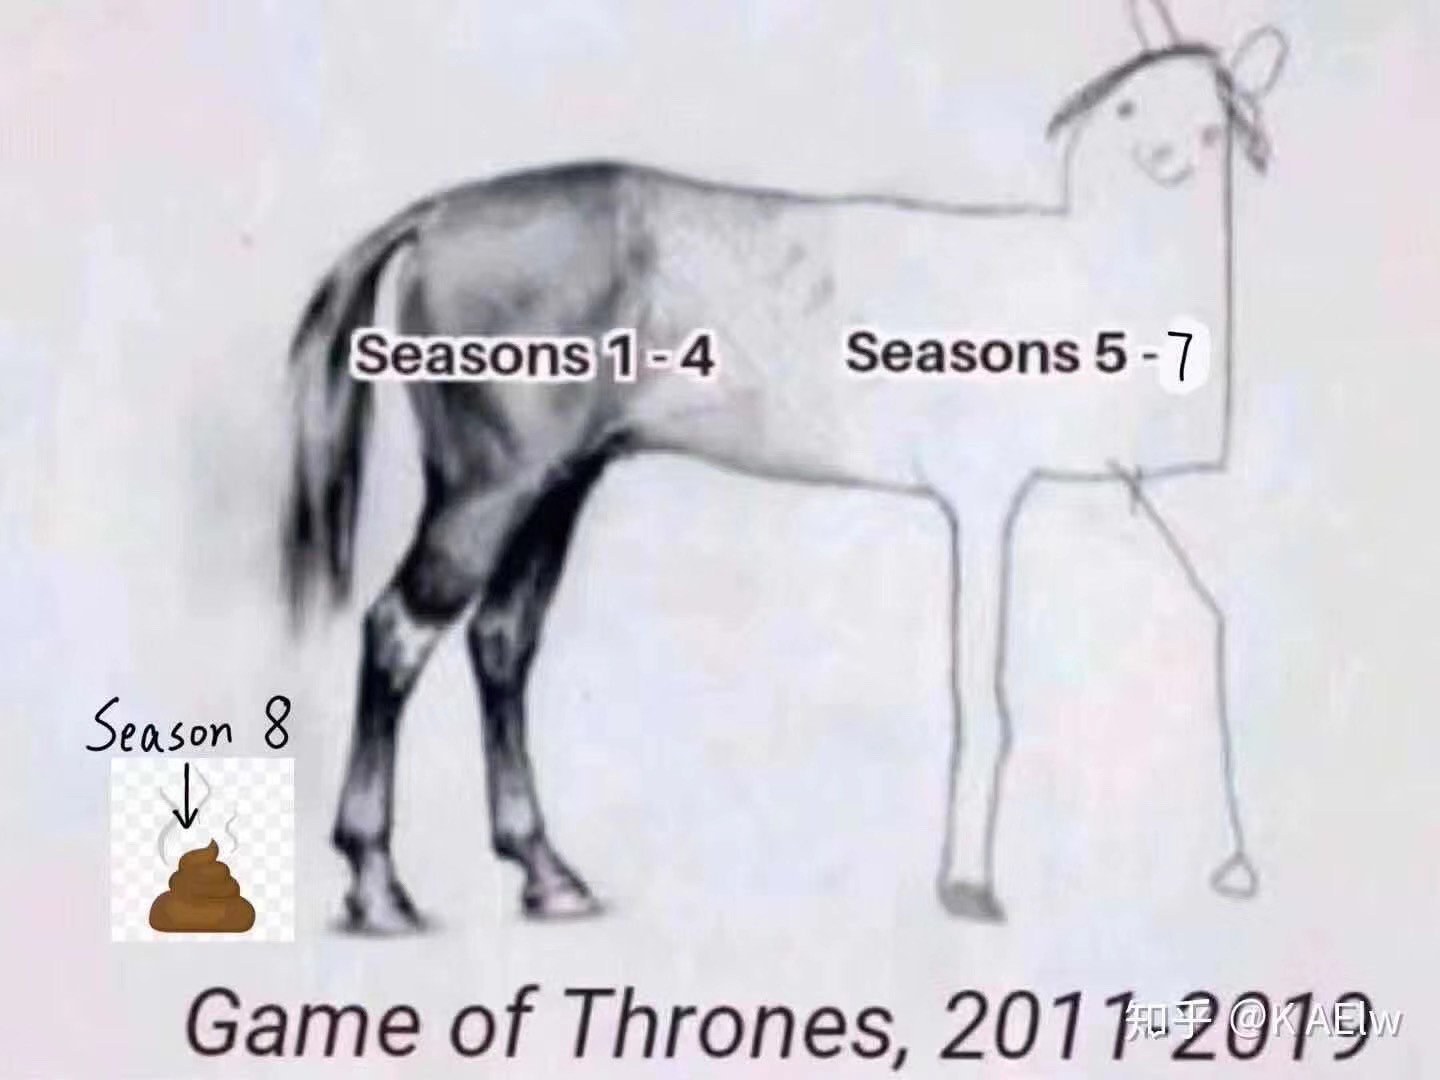 Seasons 1 - 4
Seasons 5 - 7
Season 8
Game of Thrones, 2011-2019
知乎 @KAElw